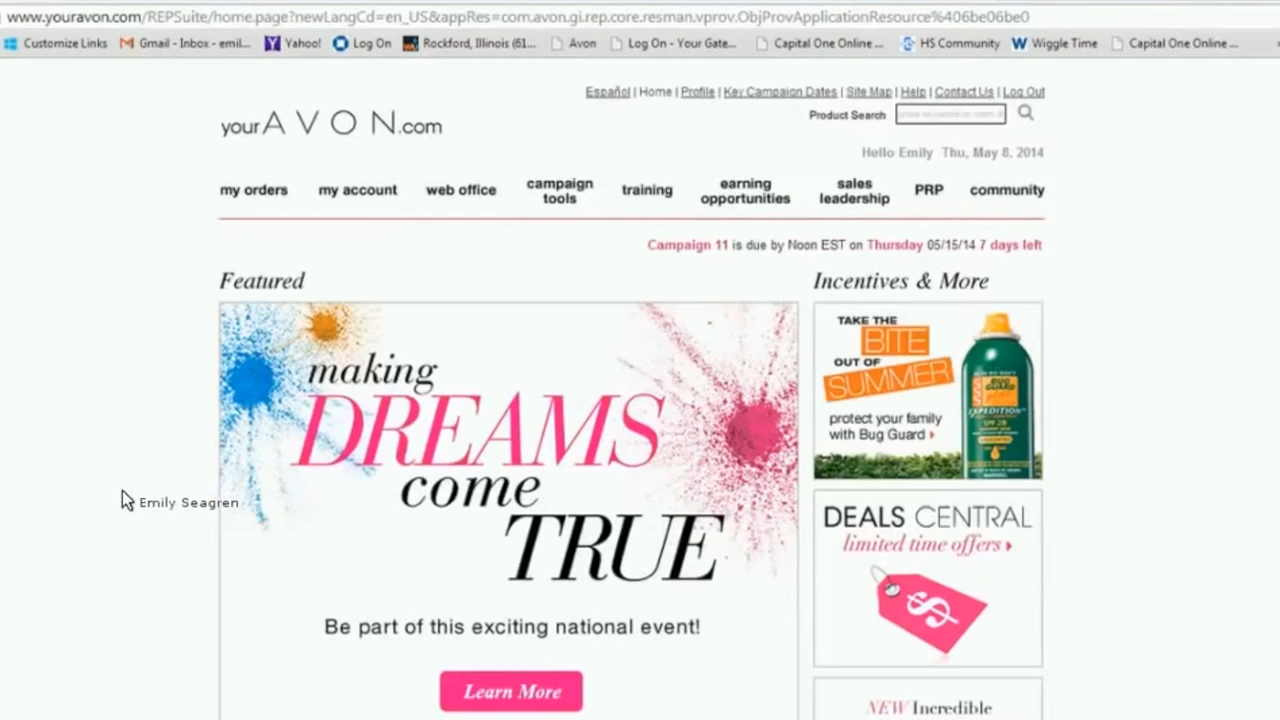 www.youravon.com/REPSuite/home.page?newLangCd=en_US&appRes=com.avon.gi.rep.core.resman.vprov.ObjProvApplicationResource%406be06be0
Customize Links Gmail - Inbox - emil... Yahoo! Log On Rockford, Illinois (61... Avon Log On - Your Gate... Capital One Online ... HS Community Wiggle Time Capital One Online ...
Español | Home | Profile | Key Campaign Dates | Site Map | Help | Contact Us | Log Out
your AVON.com
Product Search
Hello Emily Thu, May 8, 2014
my orders my account web office campaign tools training earning opportunities sales leadership PRP community
Campaign 11 is due by Noon EST on Thursday 05/15/14 7 days left
Featured
making
DREAMS
come
TRUE
Be part of this exciting national event!
Learn More
Emily Seagren
Incentives & More
TAKE THE
BITE
OUT OF
SUMMER
protect your family
with Bug Guard
BUG
GUARD
EXPEDITION
SPF 28
DEALS CENTRAL
limited time offers
$
NEW Incredible